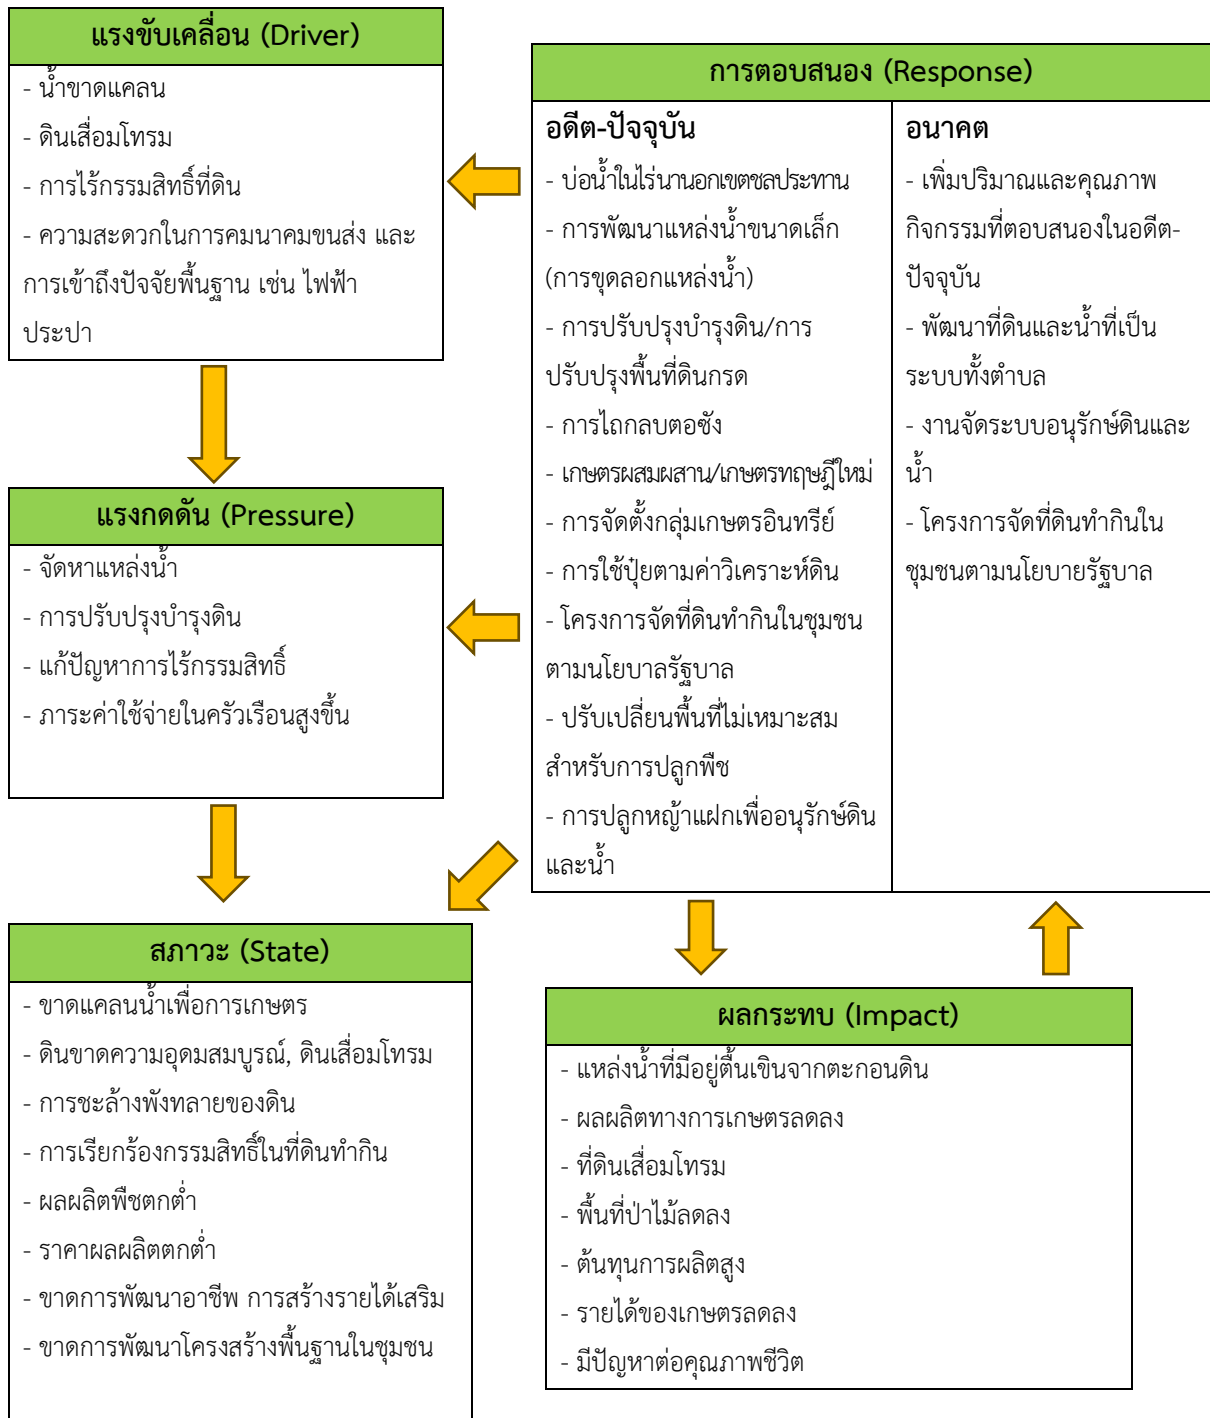 แรงขับเคลื่อน (Driver)
- น้ำขาดแคลน
- ดินเสื่อมโทรม
- การไร้กรรมสิทธิ์ที่ดิน
- ความสะดวกในการคมนาคมขนส่ง และ
การเข้าถึงปัจจัยพื้นฐาน เช่น ไฟฟ้า
ประปา
แรงกดดัน (Pressure)
- จัดหาแหล่งน้ำ
- การปรับปรุงบำรุงดิน
- แก้ปัญหาการไร้กรรมสิทธิ์
- ภาระค่าใช้จ่ายในครัวเรือนสูงขึ้น
สภาวะ (State)
- ขาดแคลนน้ำเพื่อการเกษตร
- ดินขาดความอุดมสมบูรณ์, ดินเสื่อมโทรม
- การชะล้างพังทลายของดิน
- การเรียกร้องกรรมสิทธิ์ในที่ดินทำกิน
- ผลผลิตพืชตกต่ำ
- ราคาผลผลิตตกต่ำ
- ขาดการพัฒนาอาชีพ การสร้างรายได้เสริม
- ขาดการพัฒนาโครงสร้างพื้นฐานในชุมชน
การตอบสนอง (Response)
อดีต-ปัจจุบัน
- บ่อน้ำในไร่นานอกเขตชลประทาน
- การพัฒนาแหล่งน้ำขนาดเล็ก
(การขุดลอกแหล่งน้ำ)
- การปรับปรุงบำรุงดิน/การ
ปรับปรุงพื้นที่ดินกรด
- การไถกลบตอซัง
- เกษตรผสมผสาน/เกษตรทฤษฎีใหม่
- การจัดตั้งกลุ่มเกษตรอินทรีย์
- การใช้ปุ๋ยตามค่าวิเคราะห์ดิน
- โครงการจัดที่ดินทำกินในชุมชน
ตามนโยบาลรัฐบาล
- ปรับเปลี่ยนพื้นที่ไม่เหมาะสม
สำหรับการปลูกพืช
- การปลูกหญ้าแฝกเพื่ออนุรักษ์ดิน
และน้ำ
อนาคต
- เพิ่มปริมาณและคุณภาพ
กิจกรรมที่ตอบสนองในอดีต-
ปัจจุบัน
- พัฒนาที่ดินและน้ำที่เป็น
ระบบทั้งตำบล
- งานจัดระบบอนุรักษ์ดินและ
น้ำ
- โครงการจัดที่ดินทำกินใน
ชุมชนตามนโยบายรัฐบาล
ผลกระทบ (Impact)
- แหล่งน้ำที่มีอยู่ตื้นเขินจากตะกอนดิน
- ผลผลิตทางการเกษตรลดลง
- ที่ดินเสื่อมโทรม
- พื้นที่ป่าไม้ลดลง
- ต้นทุนการผลิตสูง
- รายได้ของเกษตรลดลง
- มีปัญหาต่อคุณภาพชีวิต